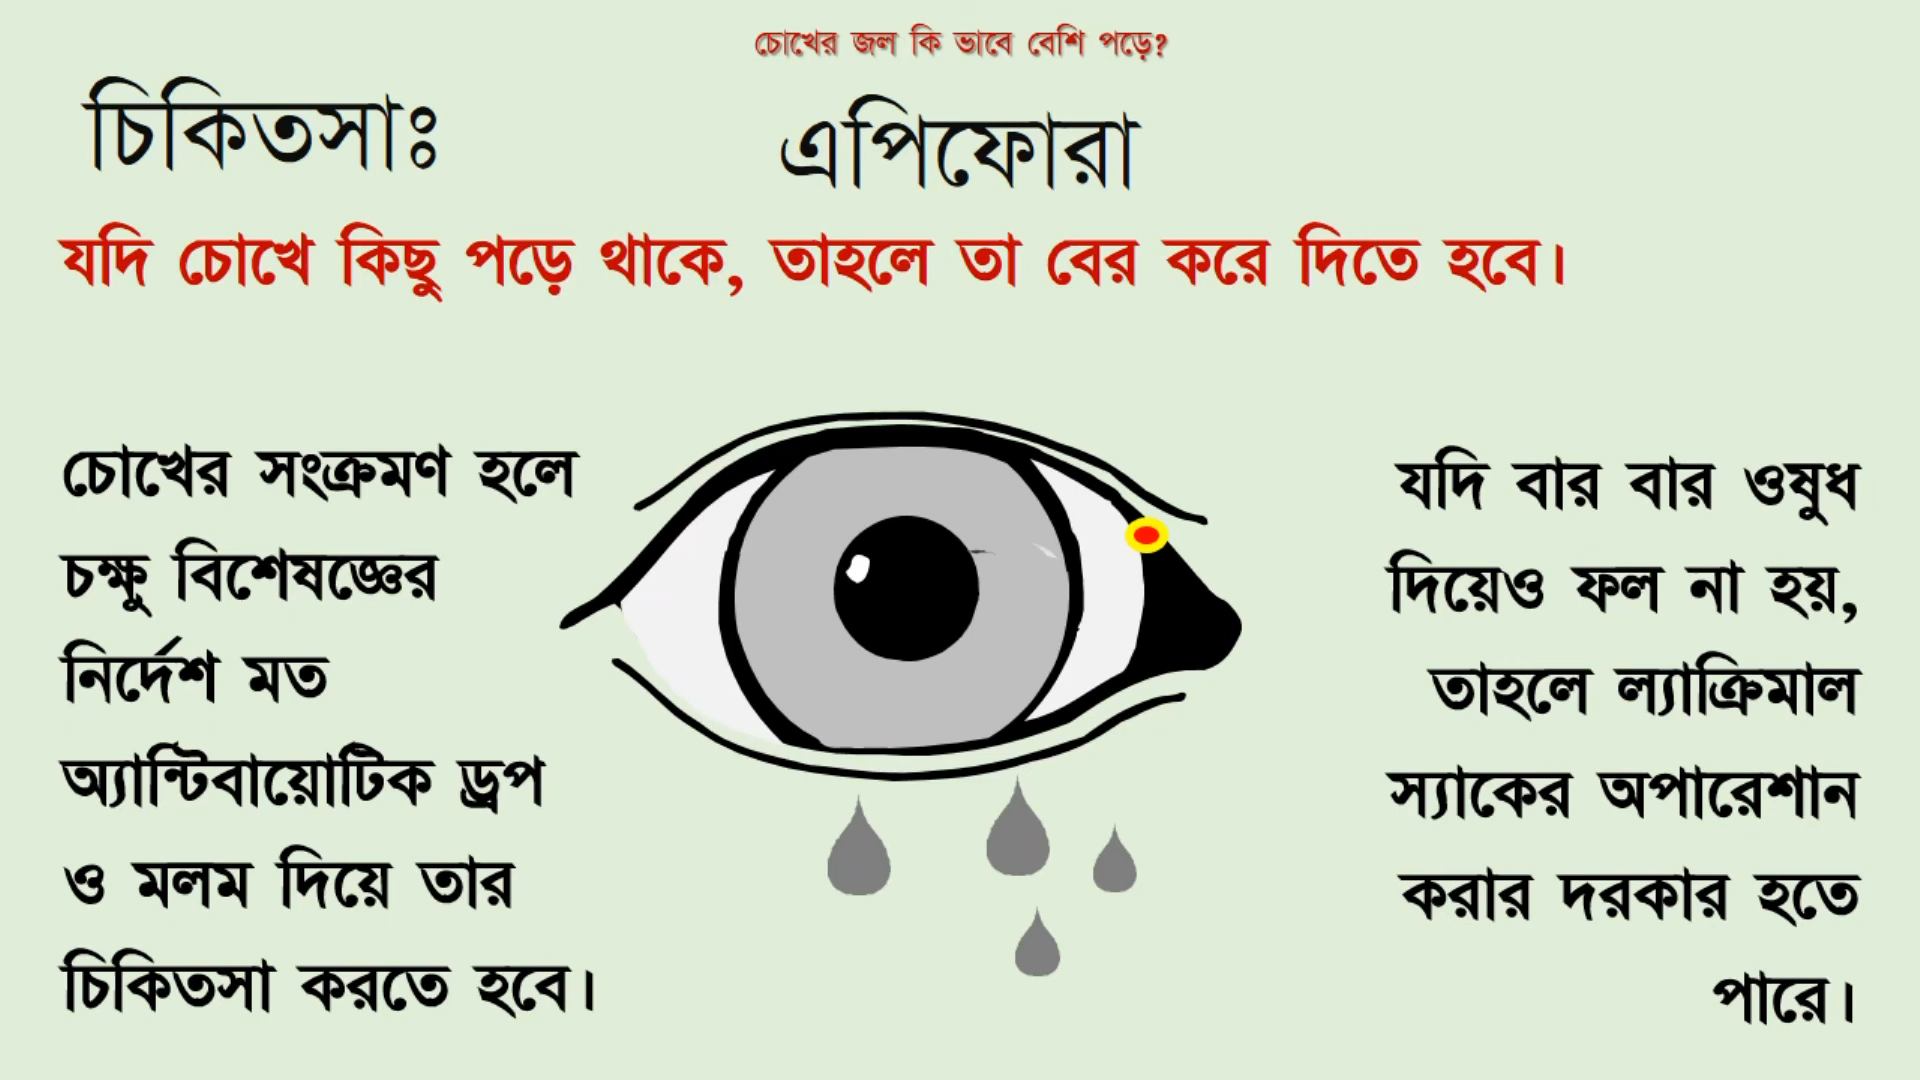 চোখের জল কি ভাবে বেশি পড়ে?
চিকিতসাঃ
এপিফোরা
যদি চোখে কিছু পড়ে থাকে, তাহলে তা বের করে দিতে হবে।
চোখের সংক্রমণ হলে
চক্ষু বিশেষজ্ঞের
নির্দেশ মত
অ্যান্টিবায়োটিক ড্রপ
ও মলম দিয়ে তার
চিকিতসা করতে হবে।
যদি বার বার ওষুধ
দিয়েও ফল না হয়,
তাহলে ল্যাক্রিমাল
স্যাকের অপারেশান
করার দরকার হতে
পারে।